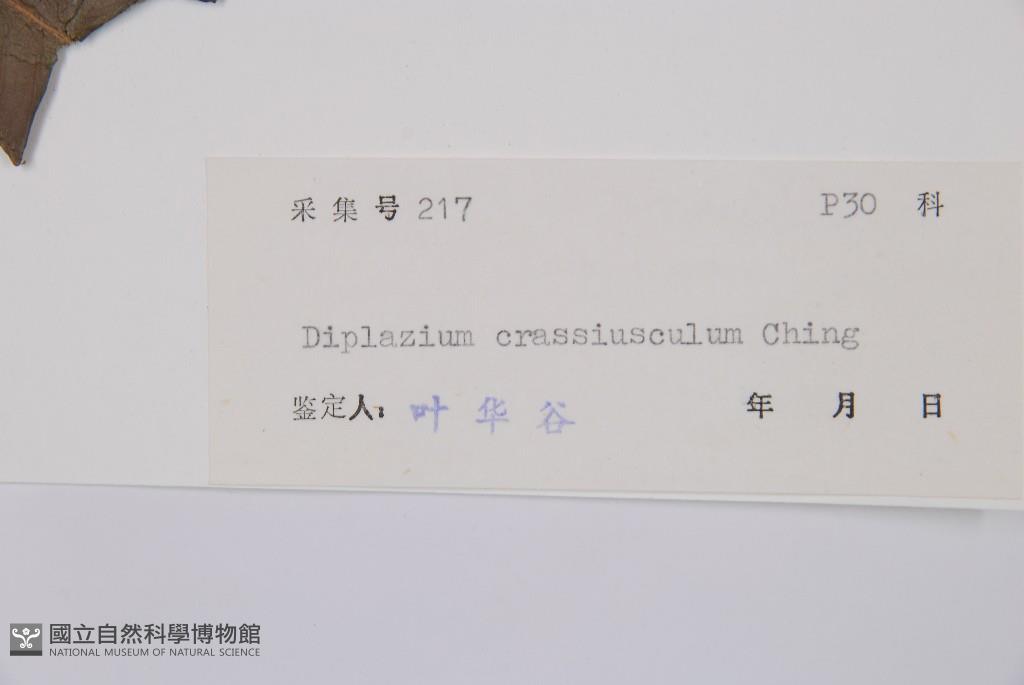 采集号 217 P30 科
Diplazium crassiusculum Ching
鉴定人: 叶华谷 年 月 日
國立自然科學博物館
NATIONAL MUSEUM OF NATURAL SCIENCE